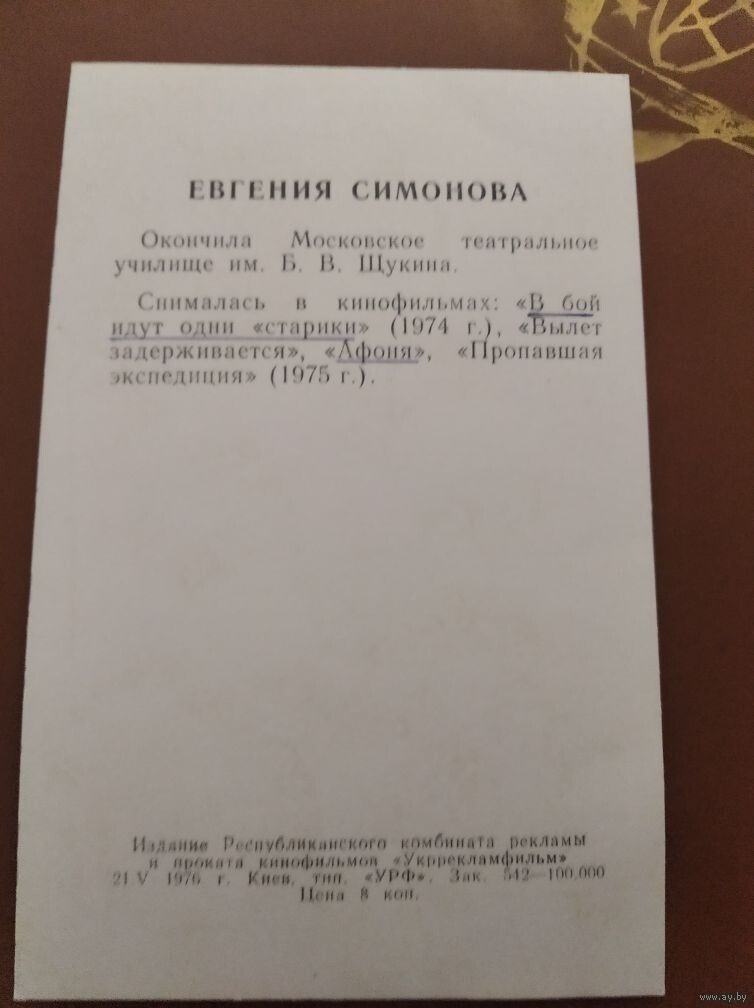 ЕВГЕНИЯ СИМОНОВА
Окончила Московское театральное
училище им. Б. В. Щукина.
Снималась в кинофильмах: «В бой
идут одни «старики» (1974 г.), «Вылет
задерживается», «Афоня», «Пропавшая
экспедиция» (1975 г.).
Издание Республиканского комбината рекламы
и проката кинофильмов «Укррекламфильм»
21.V 1976 г. Киев, тип. «УРФ». Зак. 542—100.000
Цена 8 коп.
www.ay.by